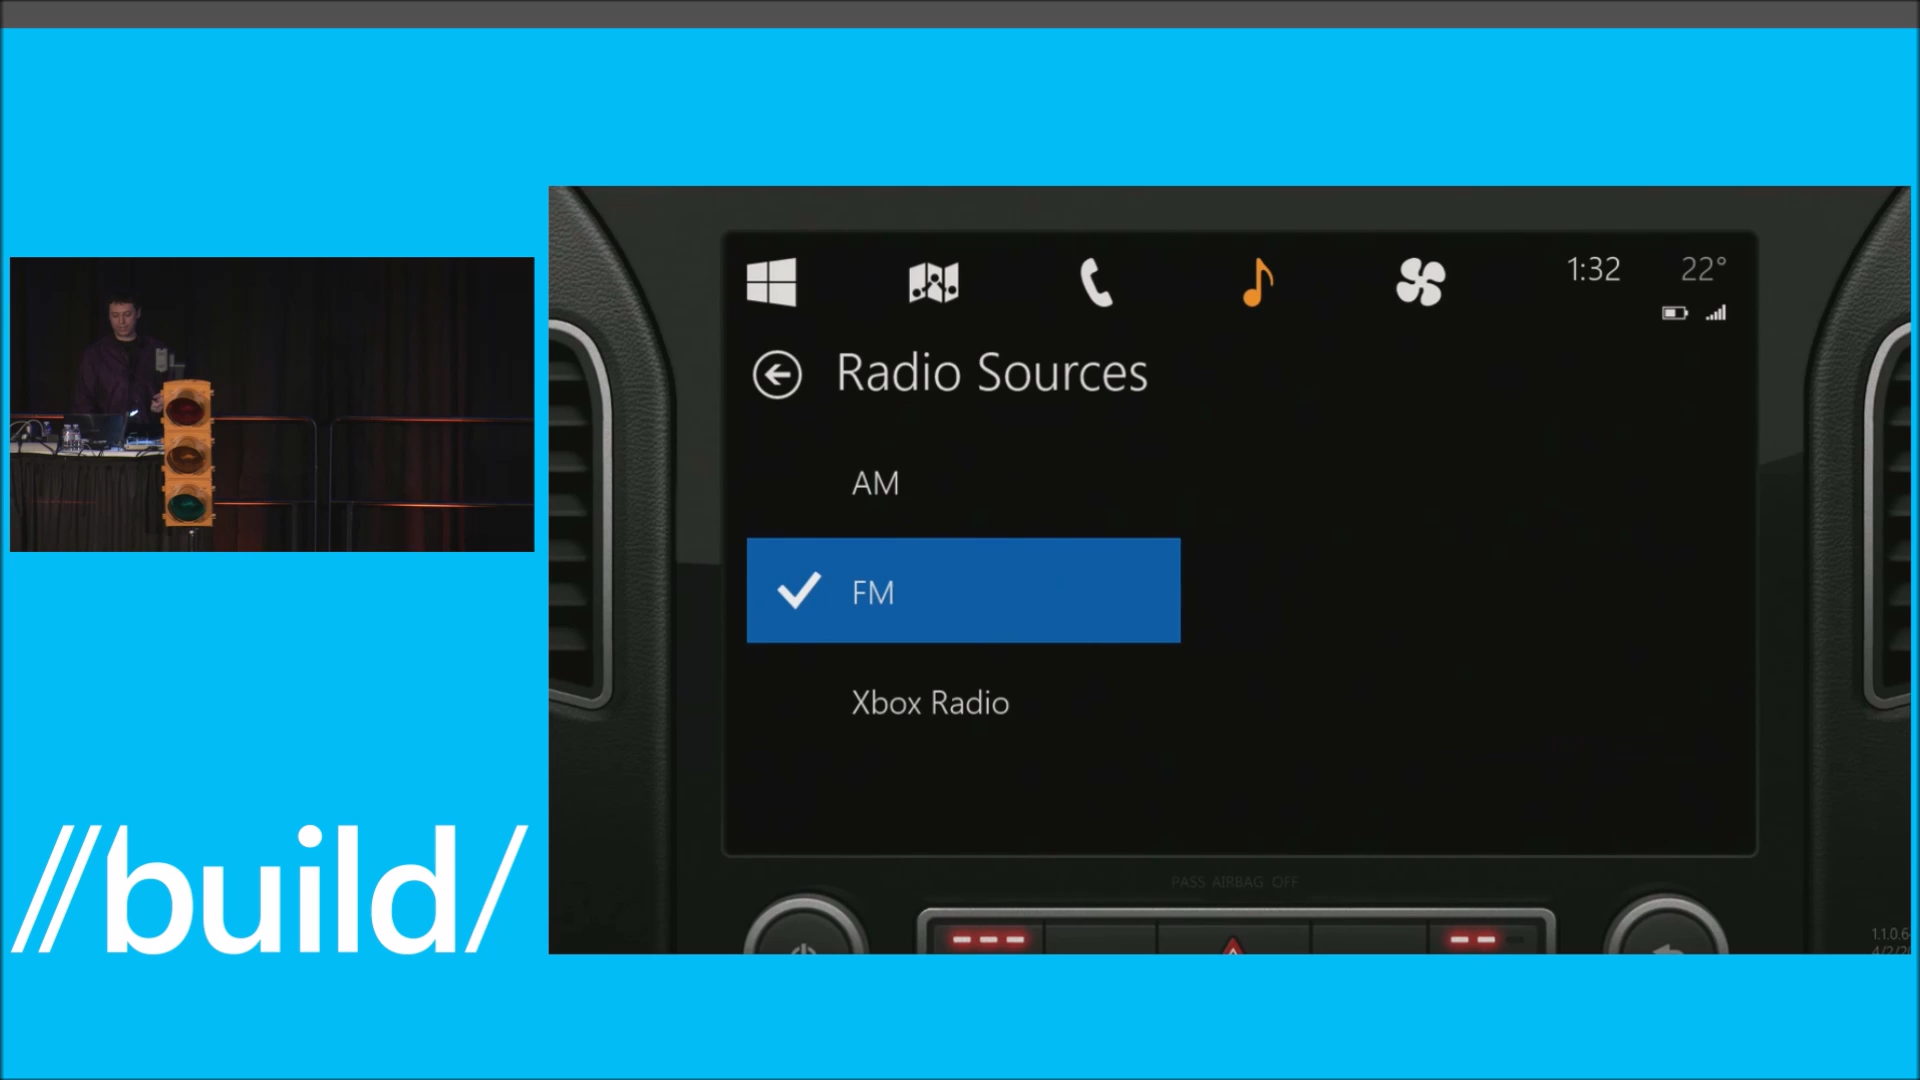 1:32
22°
Radio Sources
AM
FM
Xbox Radio
PASS AIRBAG OFF
//build/